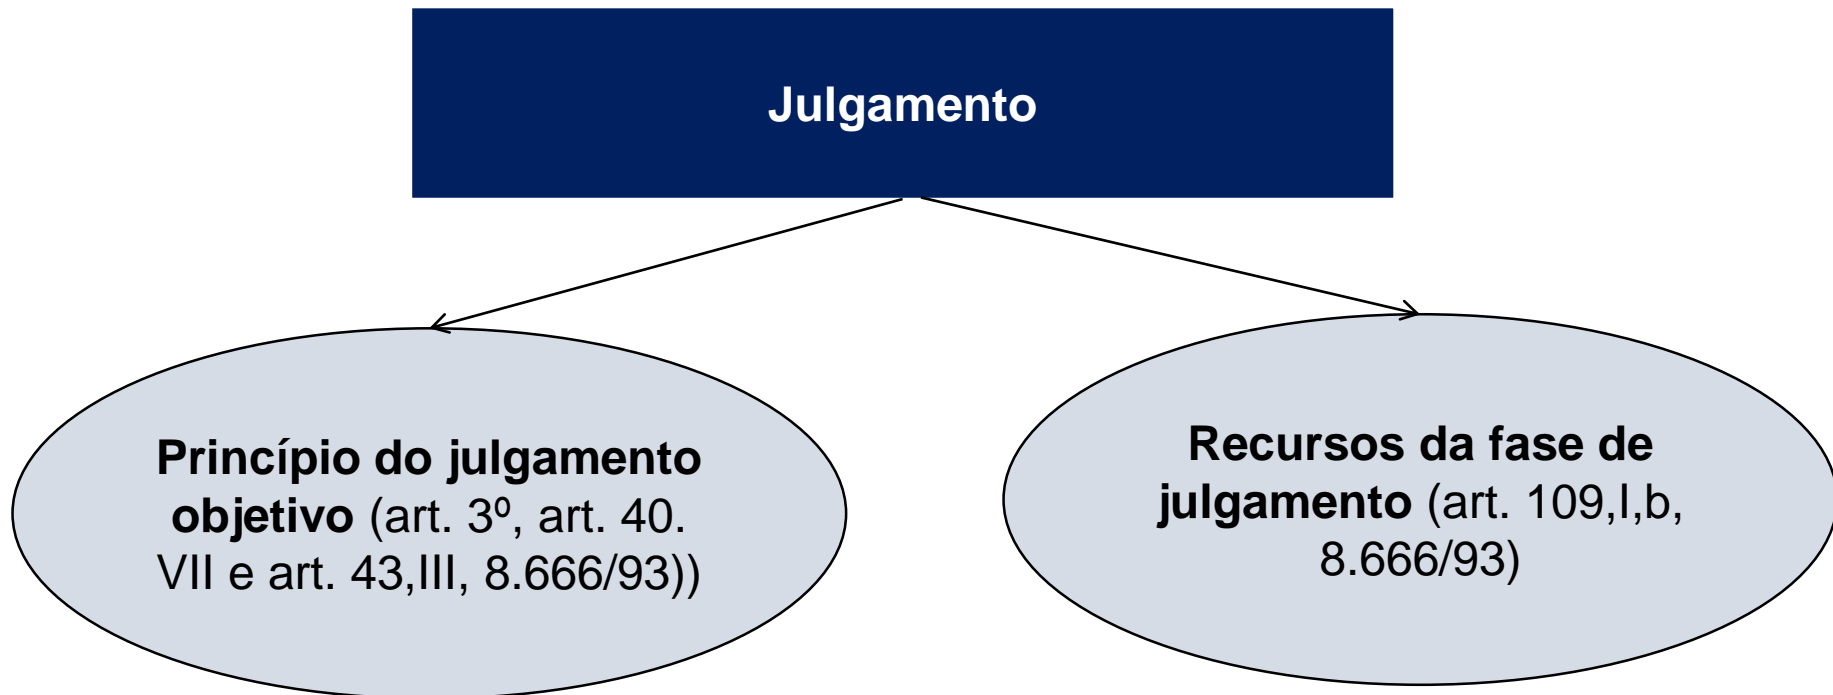 Julgamento
Princípio do julgamento
objetivo (art. 3º, art. 40.
VII e art. 43,III, 8.666/93))
Recursos da fase de
julgamento (art. 109,I,b,
8.666/93)